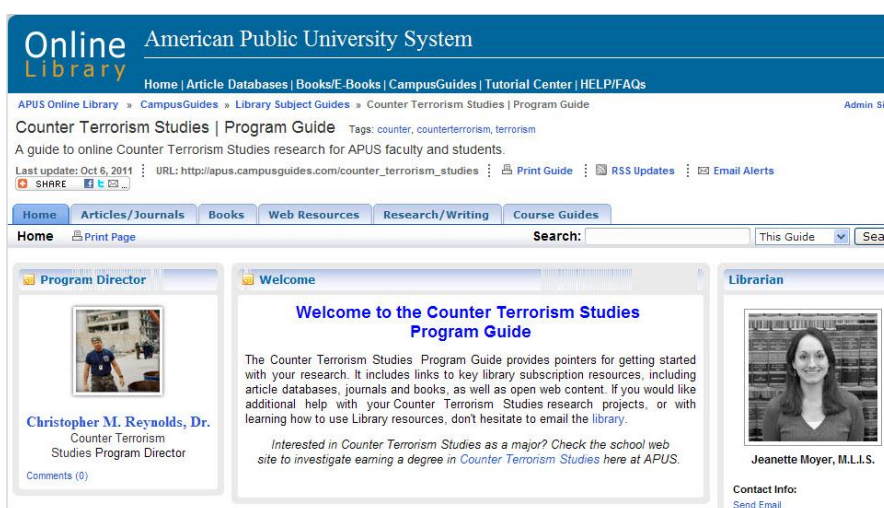 Online
Library
American Public University System
Home | Article Databases | Books/E-Books | CampusGuides | Tutorial Center | HELP/FAQs
APUS Online Library » CampusGuides » Library Subject Guides » Counter Terrorism Studies | Program Guide
Admin Si
Counter Terrorism Studies | Program Guide Tags: counter, counterterrorism, terrorism
A guide to online Counter Terrorism Studies research for APUS faculty and students.
Last update: Oct 6, 2011 URL: http://apus.campusguides.com/counter_terrorism_studies Print Guide RSS Updates Email Alerts
SHARE
Home Articles/Journals Books Web Resources Research/Writing Course Guides
Home Print Page Search: This Guide Sea
Program Director
Christopher M. Reynolds, Dr.
Counter Terrorism
Studies Program Director
Comments (0)
Welcome
Welcome to the Counter Terrorism Studies
Program Guide
The Counter Terrorism Studies Program Guide provides pointers for getting started
with your research. It includes links to key library subscription resources, including
article databases, journals and books, as well as open web content. If you would like
additional help with your Counter Terrorism Studies research projects, or with
learning how to use Library resources, don't hesitate to email the library.
Interested in Counter Terrorism Studies as a major? Check the school web
site to investigate earning a degree in Counter Terrorism Studies here at APUS.
Librarian
Jeanette Moyer, M.L.I.S.
Contact Info:
Send Email